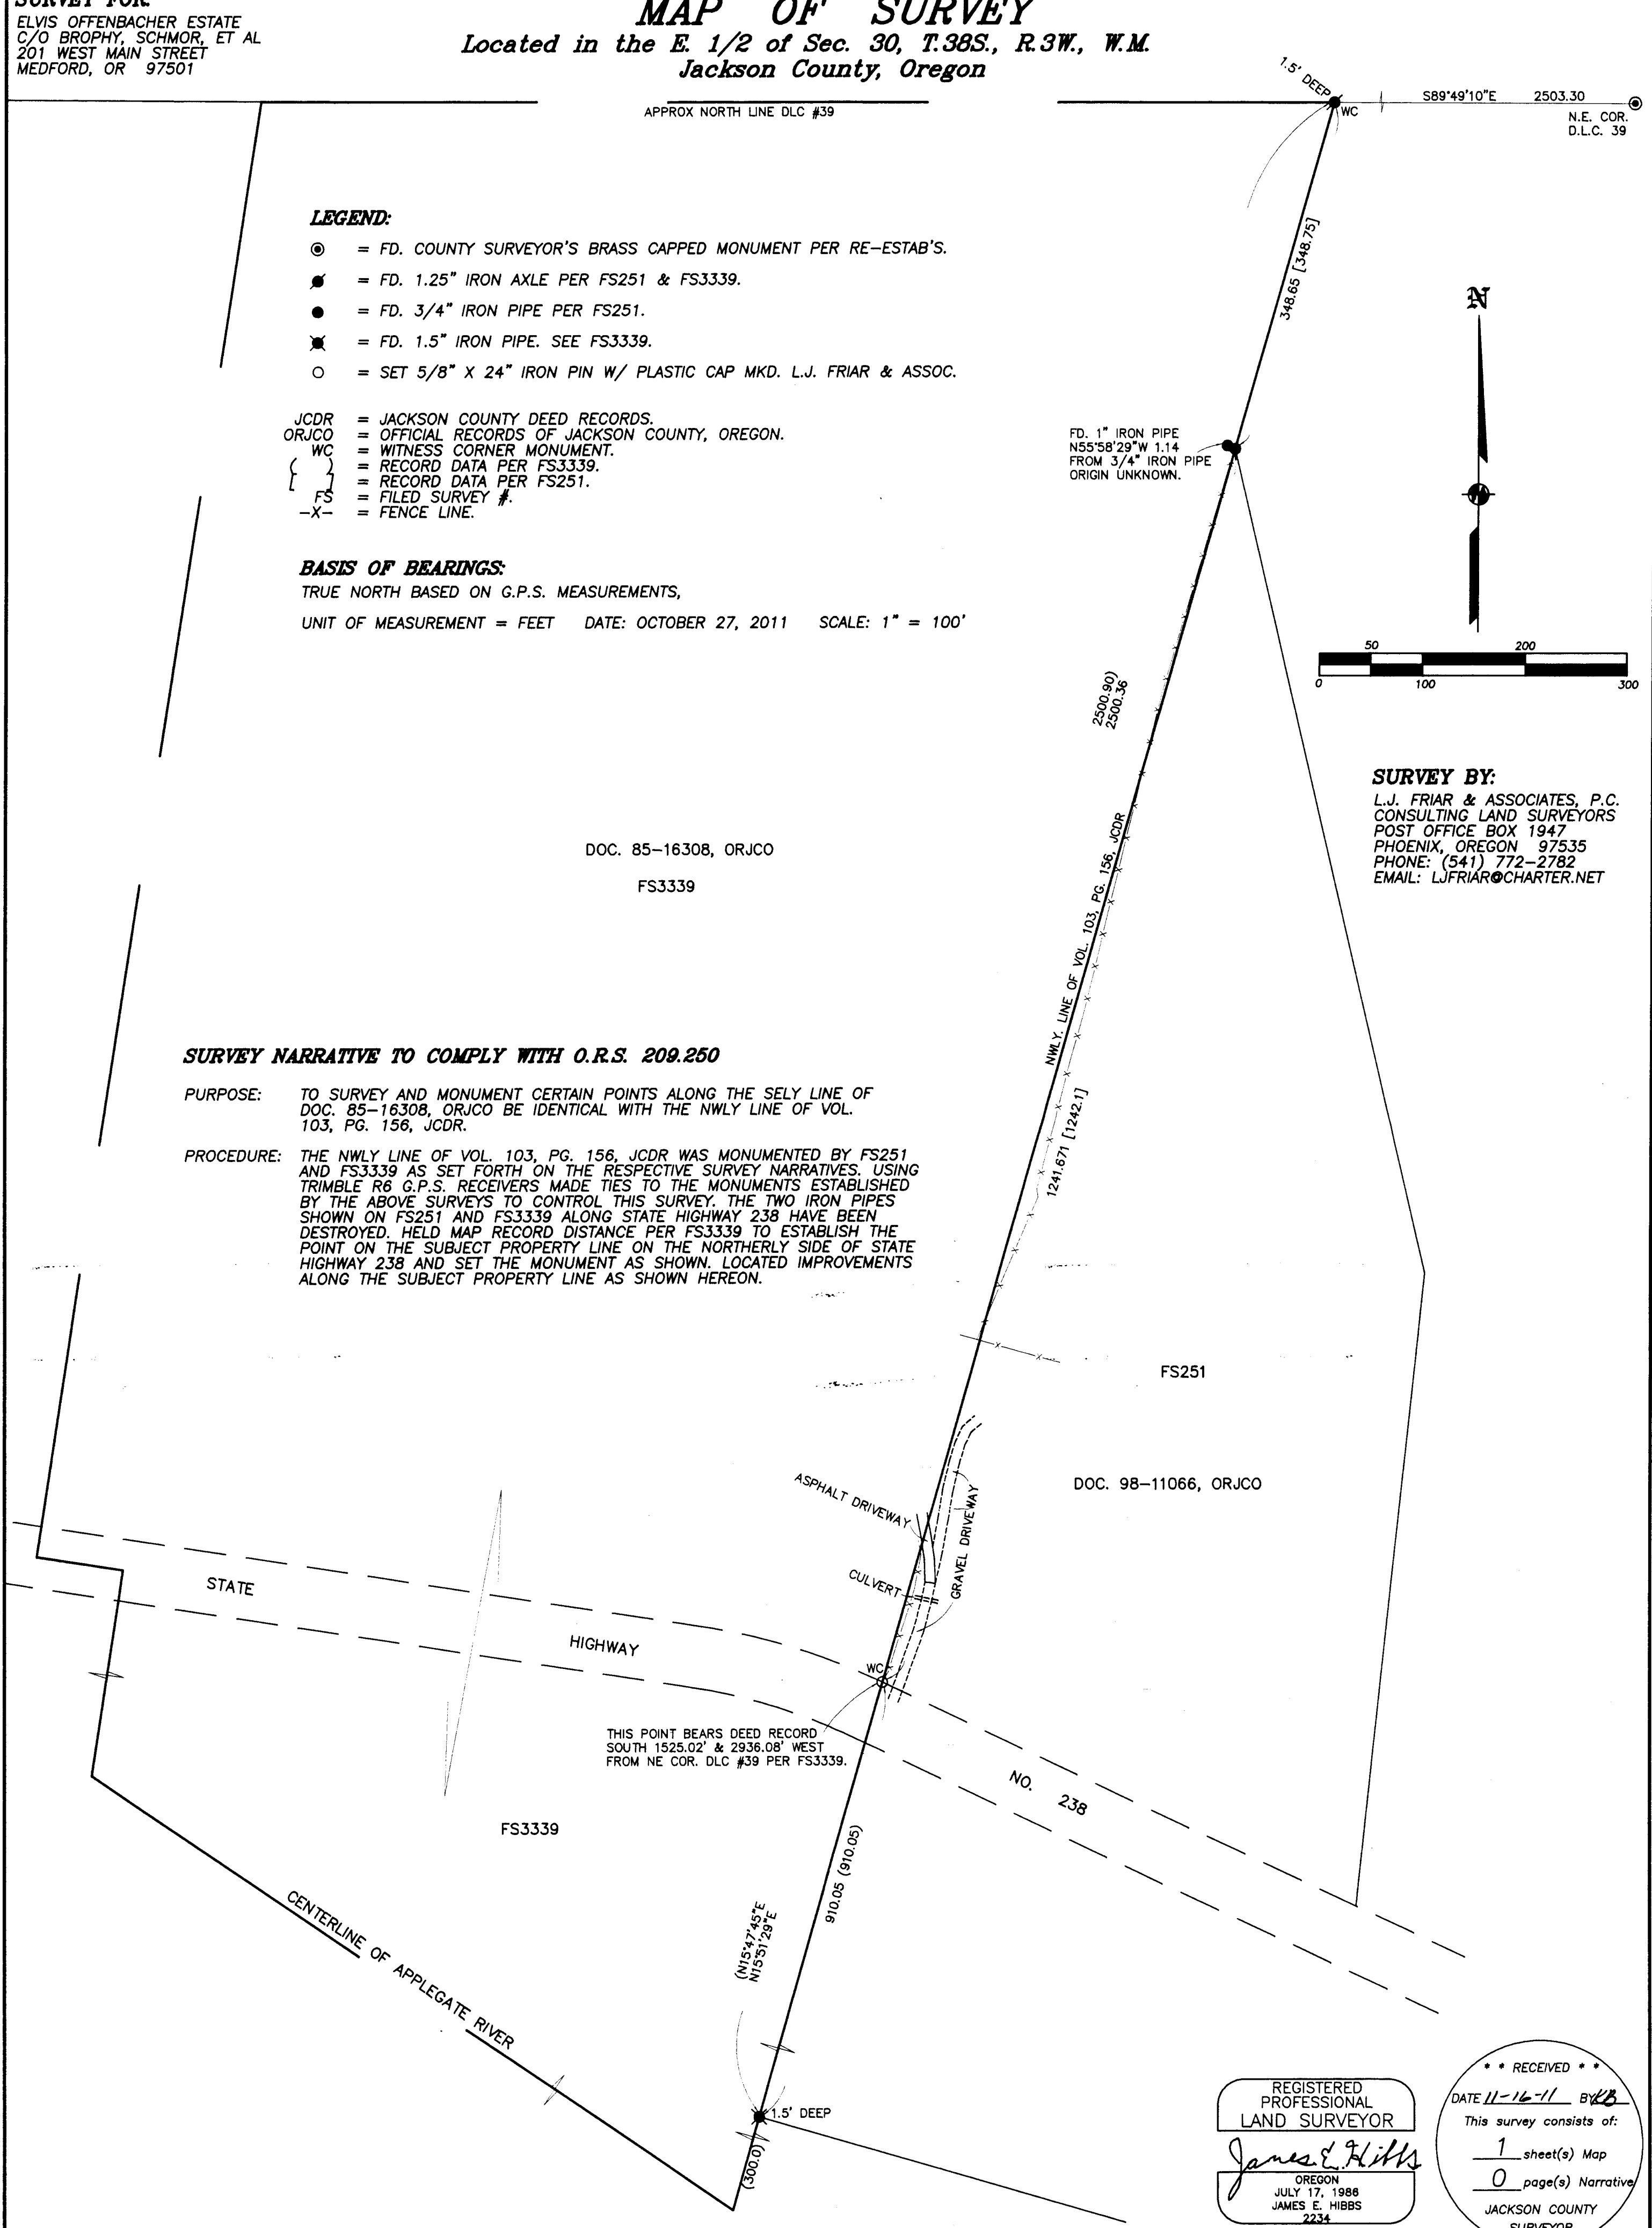 SURVEY FOR:
ELVIS OFFENBACHER ESTATE
C/O BROPHY, SCHMOR, ET AL
201 WEST MAIN STREET
MEDFORD, OR 97501
MAP OF SURVEY
Located in the E. 1/2 of Sec. 30, T.38S., R.3W., W.M.
Jackson County, Oregon
APPROX NORTH LINE DLC #39
1.5' DEEP
WC
S89°49'10"E 2503.30
N.E. COR.
D.L.C. 39
LEGEND:
= FD. COUNTY SURVEYOR'S BRASS CAPPED MONUMENT PER RE-ESTAB'S.
= FD. 1.25" IRON AXLE PER FS251 & FS3339.
= FD. 3/4" IRON PIPE PER FS251.
= FD. 1.5" IRON PIPE. SEE FS3339.
= SET 5/8" X 24" IRON PIN W/ PLASTIC CAP MKD. L.J. FRIAR & ASSOC.
JCDR = JACKSON COUNTY DEED RECORDS.
ORJCO = OFFICIAL RECORDS OF JACKSON COUNTY, OREGON.
WC = WITNESS CORNER MONUMENT.
( ) = RECORD DATA PER FS3339.
[ ] = RECORD DATA PER FS251.
FS = FILED SURVEY #.
-X- = FENCE LINE.
348.65 [348.75]
N
FD. 1" IRON PIPE
N55°58'29"W 1.14
FROM 3/4" IRON PIPE
ORIGIN UNKNOWN.
BASIS OF BEARINGS:
TRUE NORTH BASED ON G.P.S. MEASUREMENTS,
UNIT OF MEASUREMENT = FEET DATE: OCTOBER 27, 2011 SCALE: 1" = 100'
50 200
0 100 300
2500.90)
2500.36
SURVEY BY:
L.J. FRIAR & ASSOCIATES, P.C.
CONSULTING LAND SURVEYORS
POST OFFICE BOX 1947
PHOENIX, OREGON 97535
PHONE: (541) 772-2782
EMAIL: LJFRIAR@CHARTER.NET
DOC. 85-16308, ORJCO
FS3339
NWLY. LINE OF VOL. 103, PG. 156, JCDR
1241.671 [1242.1]
SURVEY NARRATIVE TO COMPLY WITH O.R.S. 209.250
PURPOSE: TO SURVEY AND MONUMENT CERTAIN POINTS ALONG THE SELY LINE OF
DOC. 85-16308, ORJCO BE IDENTICAL WITH THE NWLY LINE OF VOL.
103, PG. 156, JCDR.
PROCEDURE: THE NWLY LINE OF VOL. 103, PG. 156, JCDR WAS MONUMENTED BY FS251
AND FS3339 AS SET FORTH ON THE RESPECTIVE SURVEY NARRATIVES. USING
TRIMBLE R6 G.P.S. RECEIVERS MADE TIES TO THE MONUMENTS ESTABLISHED
BY THE ABOVE SURVEYS TO CONTROL THIS SURVEY. THE TWO IRON PIPES
SHOWN ON FS251 AND FS3339 ALONG STATE HIGHWAY 238 HAVE BEEN
DESTROYED. HELD MAP RECORD DISTANCE PER FS3339 TO ESTABLISH THE
POINT ON THE SUBJECT PROPERTY LINE ON THE NORTHERLY SIDE OF STATE
HIGHWAY 238 AND SET THE MONUMENT AS SHOWN. LOCATED IMPROVEMENTS
ALONG THE SUBJECT PROPERTY LINE AS SHOWN HEREON.
FS251
DOC. 98-11066, ORJCO
ASPHALT DRIVEWAY
GRAVEL DRIVEWAY
CULVERT
STATE
HIGHWAY
WC
THIS POINT BEARS DEED RECORD
SOUTH 1525.02' & 2936.08' WEST
FROM NE COR. DLC #39 PER FS3339.
NO.
238
FS3339
910.05 (910.05)
(N15°47'45"E
N15°51'29"E
CENTERLINE OF APPLEGATE RIVER
1.5' DEEP
(300.0)
REGISTERED
PROFESSIONAL
LAND SURVEYOR
James E. Hibbs
OREGON
JULY 17, 1986
JAMES E. HIBBS
2234
* * RECEIVED * *
DATE 11-16-11 BY KB
This survey consists of:
1 sheet(s) Map
0 page(s) Narrative
JACKSON COUNTY
SURVEYOR